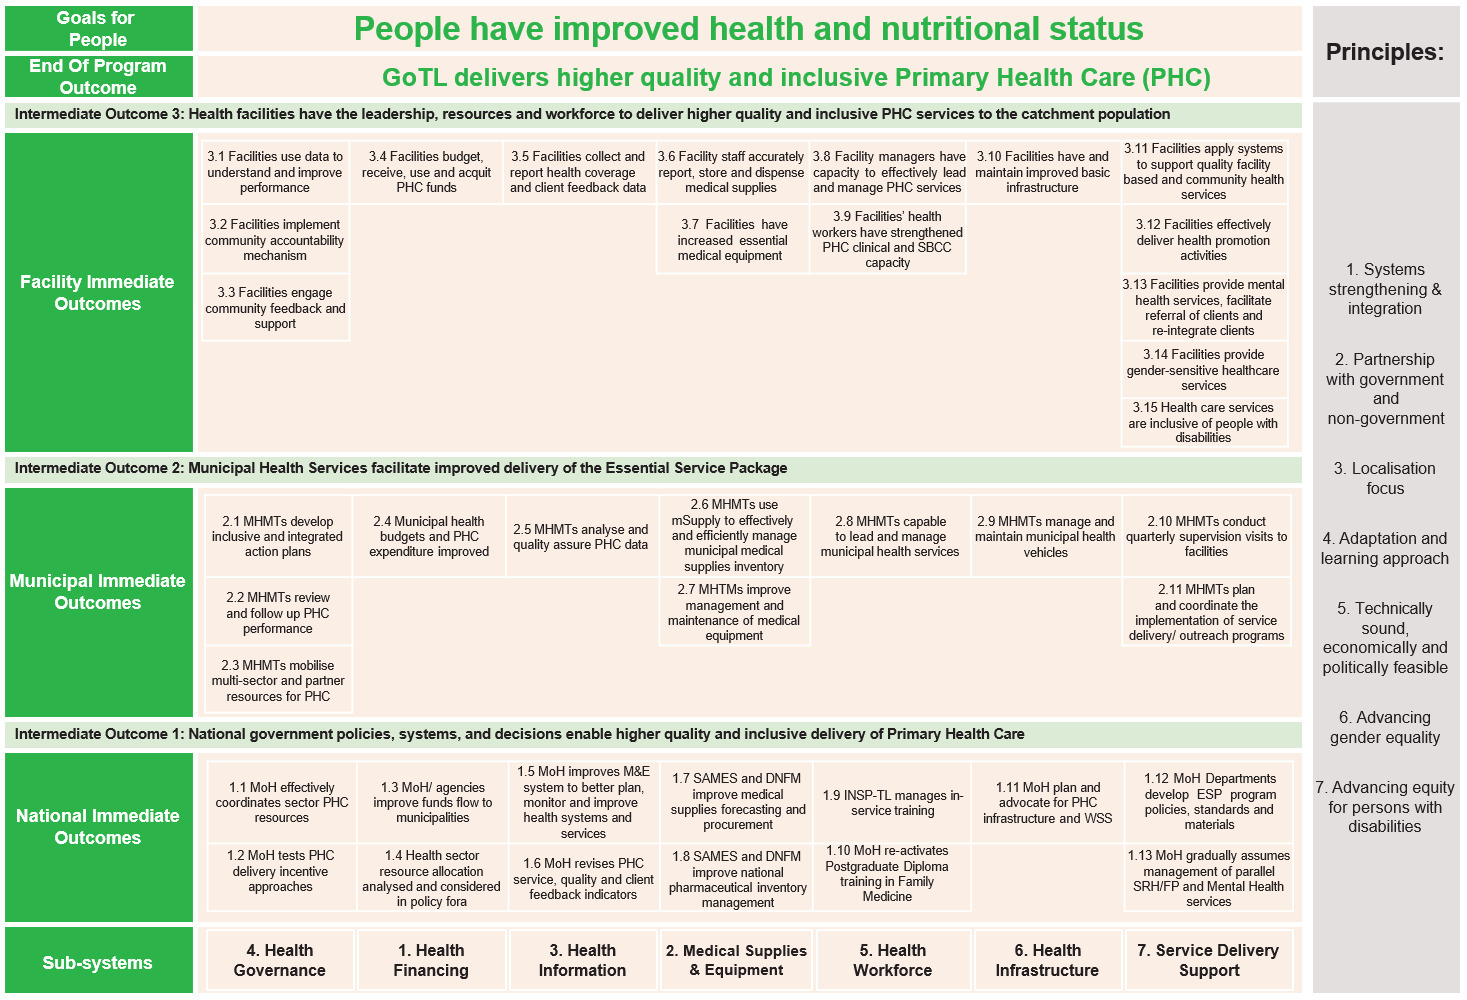 Goals for
People
People have improved health and nutritional status
End Of Program
Outcome
GoTL delivers higher quality and inclusive Primary Health Care (PHC)
Intermediate Outcome 3: Health facilities have the leadership, resources and workforce to deliver higher quality and inclusive PHC services to the catchment population
Facility Immediate
Outcomes
3.1 Facilities use data to
understand and improve
performance
3.2 Facilities implement
community accountability
mechanism
3.3 Facilities engage
community feedback and
support
3.4 Facilities budget,
receive, use and acquit
PHC funds
3.5 Facilities collect and
report health coverage
and client feedback data
3.6 Facility staff accurately
report, store and dispense
medical supplies
3.7 Facilities have
increased essential
medical equipment
3.8 Facility managers have
capacity to effectively lead
and manage PHC services
3.9 Facilities' health
workers have strengthened
PHC clinical and SBCC
capacity
3.10 Facilities have and
maintain improved basic
infrastructure
3.11 Facilities apply systems
to support quality facility
based and community health
services
3.12 Facilities effectively
deliver health promotion
activities
3.13 Facilities provide mental
health services, facilitate
referral of clients and
re-integrate clients
3.14 Facilities provide
gender-sensitive healthcare
services
3.15 Health care services
are inclusive of people with
disabilities
Intermediate Outcome 2: Municipal Health Services facilitate improved delivery of the Essential Service Package
Municipal Immediate
Outcomes
2.1 MHMTs develop
inclusive and integrated
action plans
2.2 MHMTs review
and follow up PHC
performance
2.3 MHMTs mobilise
multi-sector and partner
resources for PHC
2.4 Municipal health
budgets and PHC
expenditure improved
2.5 MHMTs analyse and
quality assure PHC data
2.6 MHMTs use
mSupply to effectively
and efficiently manage
municipal medical
supplies inventory
2.7 MHTMs improve
management and
maintenance of medical
equipment
2.8 MHMTs capable
to lead and manage
municipal health services
2.9 MHMTs manage and
maintain municipal health
vehicles
2.10 MHMTs conduct
quarterly supervision visits to
facilities
2.11 MHMTs plan
and coordinate the
implementation of service
delivery/ outreach programs
Intermediate Outcome 1: National government policies, systems, and decisions enable higher quality and inclusive delivery of Primary Health Care
National Immediate
Outcomes
1.1 MoH effectively
coordinates sector PHC
resources
1.2 MoH tests PHC
delivery incentive
approaches
1.3 MoH/ agencies
improve funds flow to
municipalities
1.4 Health sector
resource allocation
analysed and considered
in policy fora
1.5 MoH improves M&E
system to better plan,
monitor and improve
health systems and
services
1.6 MoH revises PHC
service, quality and client
feedback indicators
1.7 SAMES and DNFM
improve medical
supplies forecasting and
procurement
1.8 SAMES and DNFM
improve national
pharmaceutical inventory
management
1.9 INSP-TL manages in-
service training
1.10 MoH re-activates
Postgraduate Diploma
training in Family
Medicine
1.11 MoH plan and
advocate for PHC
infrastructure and WSS
1.12 MoH Departments
develop ESP program
policies, standards and
materials
1.13 MoH gradually assumes
management of parallel
SRH/FP and Mental Health
services
Sub-systems
4. Health
Governance
1. Health
Financing
3. Health
Information
2. Medical Supplies
& Equipment
5. Health
Workforce
6. Health
Infrastructure
7. Service Delivery
Support
Principles:
1. Systems
strengthening &
integration
2. Partnership
with government
and
non-government
3. Localisation
focus
4. Adaptation and
learning approach
5. Technically
sound,
economically and
politically feasible
6. Advancing
gender equality
7. Advancing equity
for persons with
disabilities